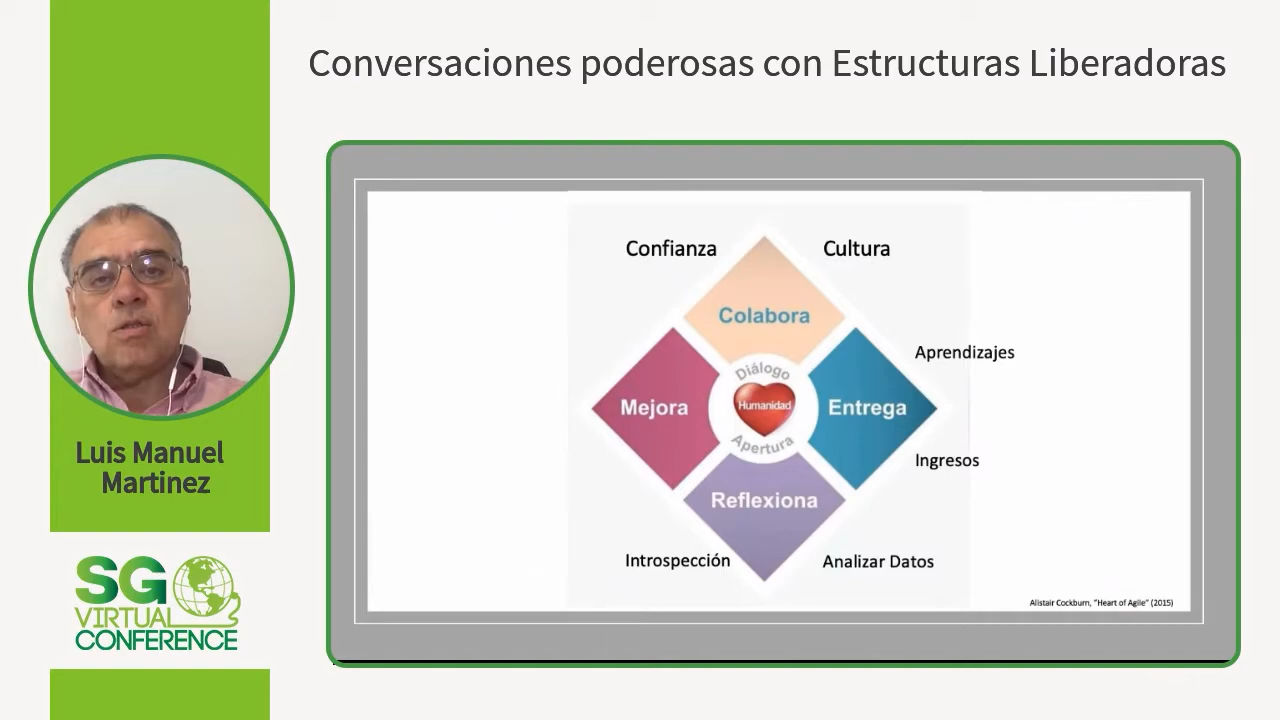 Conversaciones poderosas con Estructuras Liberadoras
Luis Manuel
Martinez
SG
VIRTUAL
CONFERENCE
Confianza
Cultura
Colabora
Aprendizajes
Diálogo
Mejora
Humanidad
Entrega
Apertura
Ingresos
Reflexiona
Introspección
Analizar Datos
Alistair Cockburn, "Heart of Agile" (2015)